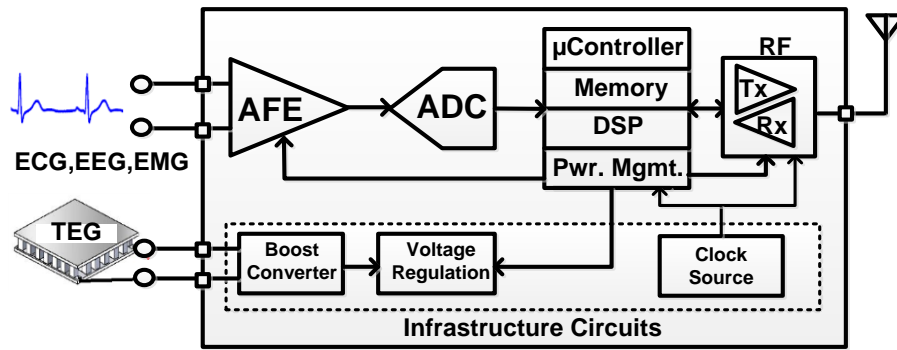 µController
RF
Memory
Tx
AFE
ADC
DSP
Rx
ECG,EEG,EMG
Pwr. Mgmt.
TEG
Boost
Converter
Voltage
Regulation
Clock
Source
Infrastructure Circuits